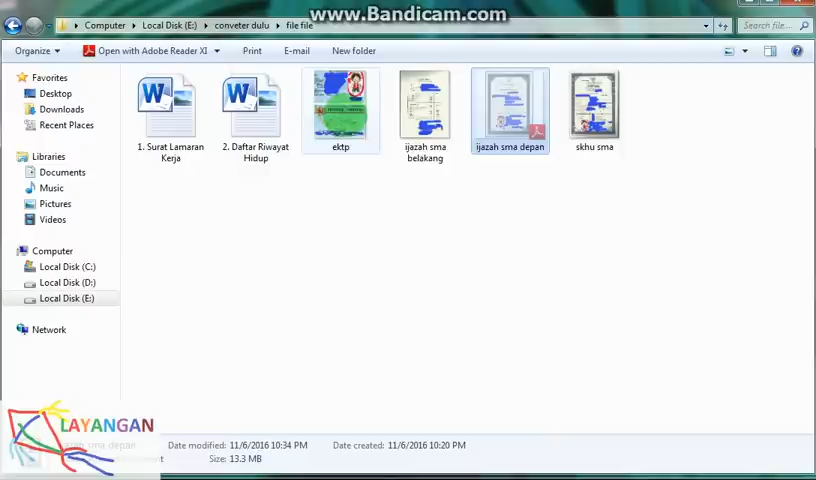 www.Bandicam.com
Computer
Local Disk (E:)
conveter dulu
file file
Search file...
Organize
Open with Adobe Reader XI
Print
E-mail
New folder
Favorites
Desktop
Downloads
Recent Places
Libraries
Documents
Music
Pictures
Videos
Computer
Local Disk (C:)
Local Disk (D:)
Local Disk (E:)
Network
1. Surat Lamaran
Kerja
2. Daftar Riwayat
Hidup
ektp
ijazah sma
belakang
ijazah sma depan
skhu sma
LAYANGAN
ijazah sma depan
Date modified: 11/6/2016 10:34 PM
Date created: 11/6/2016 10:20 PM
Size: 13.3 MB